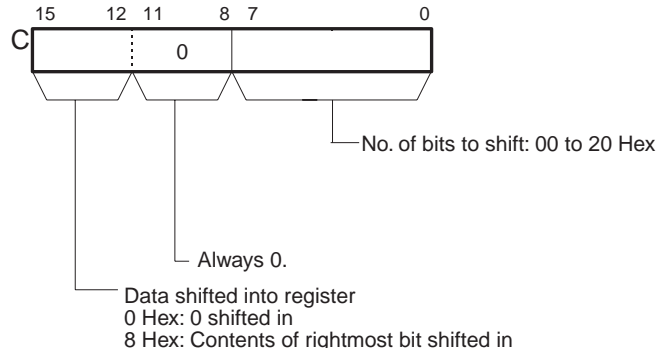 15 12 11 8 7 0
C
0
No. of bits to shift: 00 to 20 Hex
Always 0.
Data shifted into register
0 Hex: 0 shifted in
8 Hex: Contents of rightmost bit shifted in